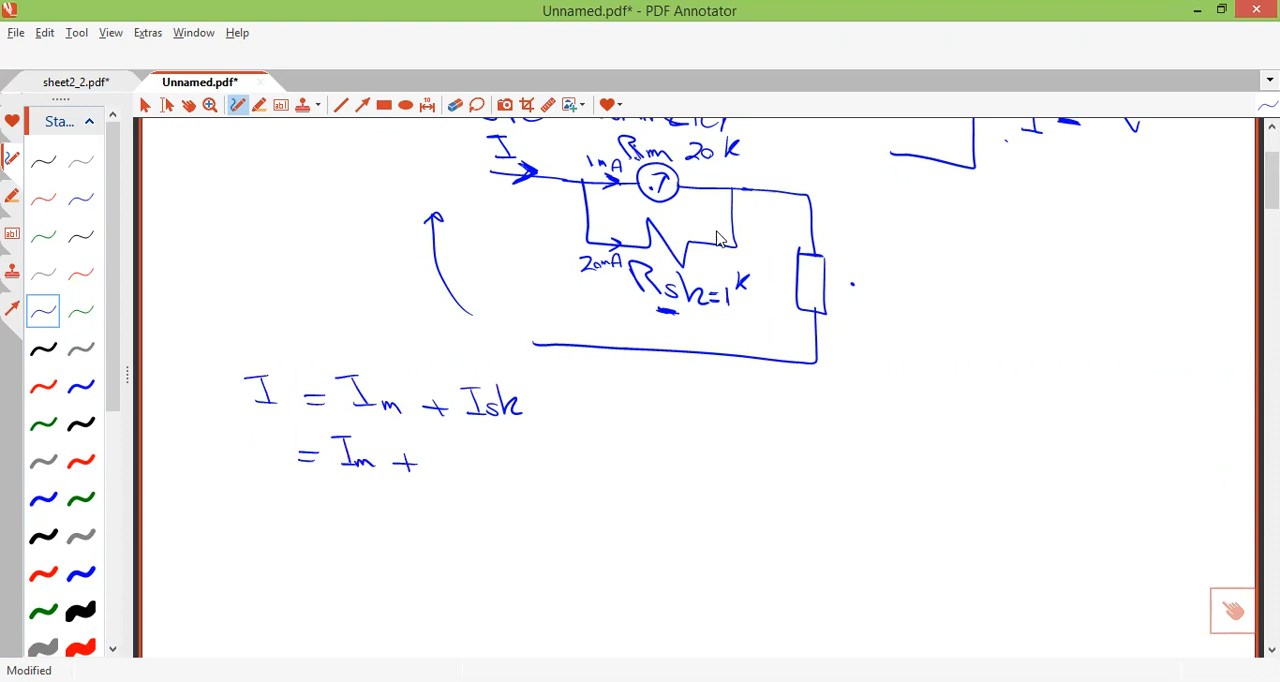 Unnamed.pdf* - PDF Annotator
File Edit Tool View Extras Window Help
sheet2_2.pdf* Unnamed.pdf*
Sta...
I = V
I 1mA Rm 20k
20mA
Rsh=1k
I = Im + Ish
= Im +
Modified